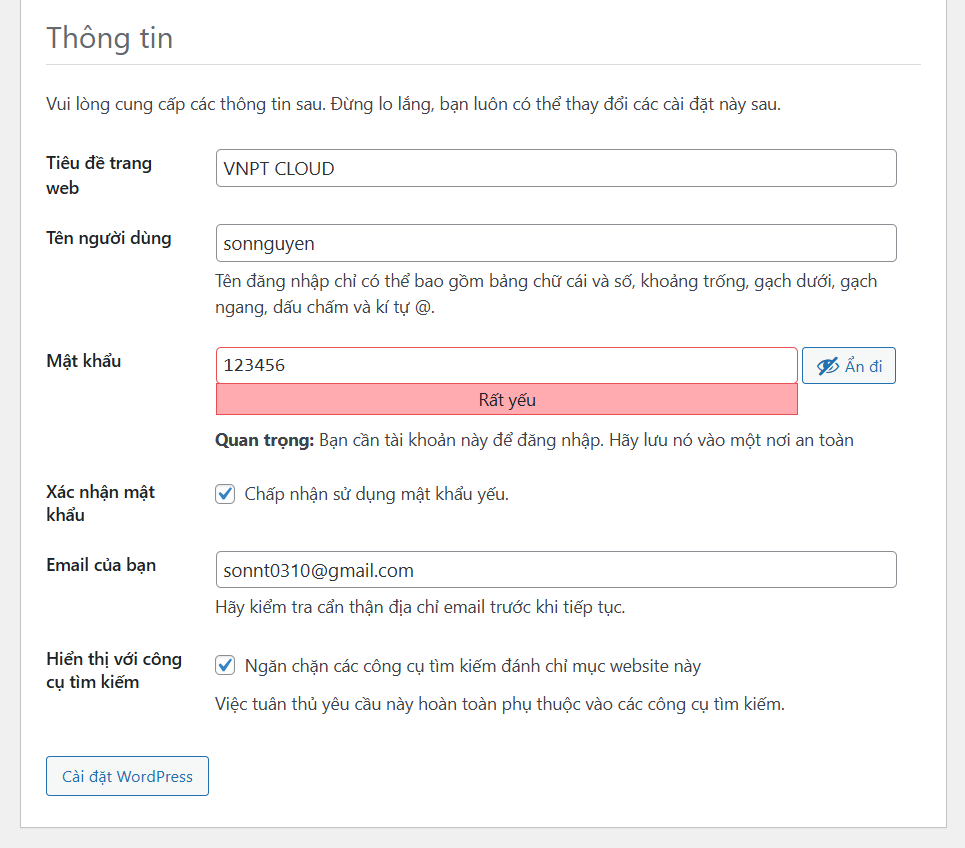 Thông tin
Vui lòng cung cấp các thông tin sau. Đừng lo lắng, bạn luôn có thể thay đổi các cài đặt này sau.
Tiêu đề trang
web
VNPT CLOUD
Tên người dùng
sonnguyen
Tên đăng nhập chỉ có thể bao gồm bảng chữ cái và số, khoảng trống, gạch dưới, gạch
ngang, dấu chấm và kí tự @.
Mật khẩu
123456
Ẩn đi
Rất yếu
Quan trọng: Bạn cần tài khoản này để đăng nhập. Hãy lưu nó vào một nơi an toàn
Xác nhận mật
khẩu
Chấp nhận sử dụng mật khẩu yếu.
Email của bạn
sonnt0310@gmail.com
Hãy kiểm tra cẩn thận địa chỉ email trước khi tiếp tục.
Hiển thị với công
cụ tìm kiếm
Ngăn chặn các công cụ tìm kiếm đánh chỉ mục website này
Việc tuân thủ yêu cầu này hoàn toàn phụ thuộc vào các công cụ tìm kiếm.
Cài đặt WordPress